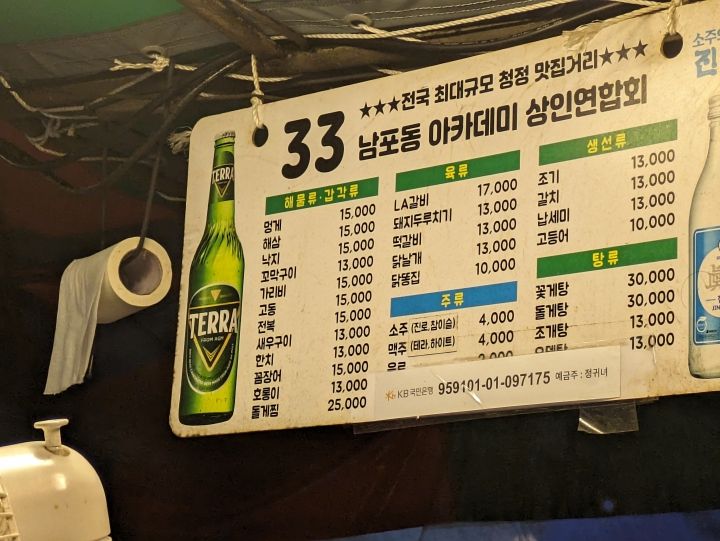 소주의
진
★★★전국 최대규모 청정 맛집거리★★★
33 남포동 아카데미 상인연합회
TERRA
TERRA
FROM AGM
해물류·갑각류
멍게 15,000
해삼 15,000
낙지 15,000
꼬막구이 13,000
가리비 15,000
고동 15,000
전복 15,000
새우구이 13,000
한치 13,000
꼼장어 15,000
호롱이 13,000
돌게찜 25,000
육류
LA갈비 17,000
돼지두루치기 13,000
떡갈비 13,000
닭날개 13,000
닭똥집 10,000
주류
소주 (진로,참이슬) 4,000
맥주 (테라,하이트) 4,000
생선류
조기 13,000
갈치 13,000
납세미 13,000
고등어 10,000
탕류
꽃게탕 30,000
돌게탕 30,000
조개탕 13,000
오뎅탕 13,000
KB국민은행 959101-01-097175 예금주 : 정귀녀